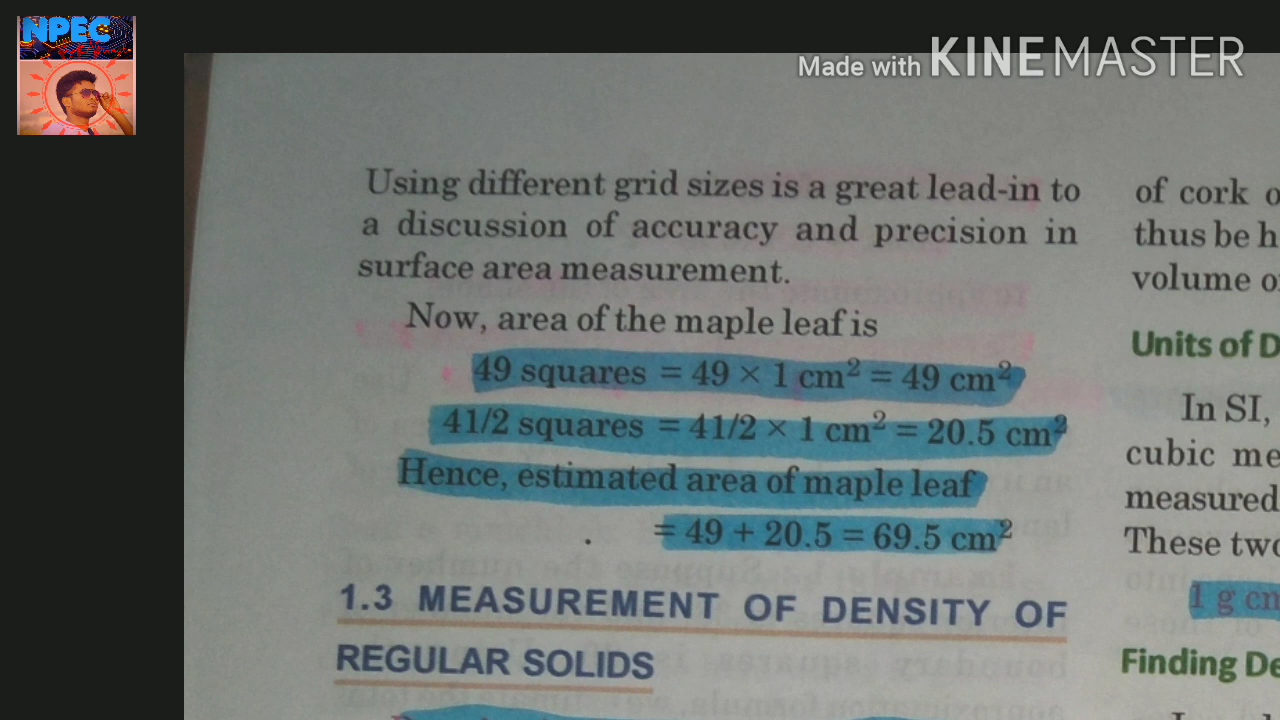 NPEC
Made with KINEMASTER
Using different grid sizes is a great lead-in to
a discussion of accuracy and precision in
surface area measurement.
Now, area of the maple leaf is
49 squares = 49 × 1 cm² = 49 cm²
41/2 squares = 41/2 × 1 cm² = 20.5 cm²
Hence, estimated area of maple leaf
= 49 + 20.5 = 69.5 cm²
1.3 MEASUREMENT OF DENSITY OF
REGULAR SOLIDS
of cork
thus be
volume
Units of
In SI,
cubic
measured
These
1 g
Finding